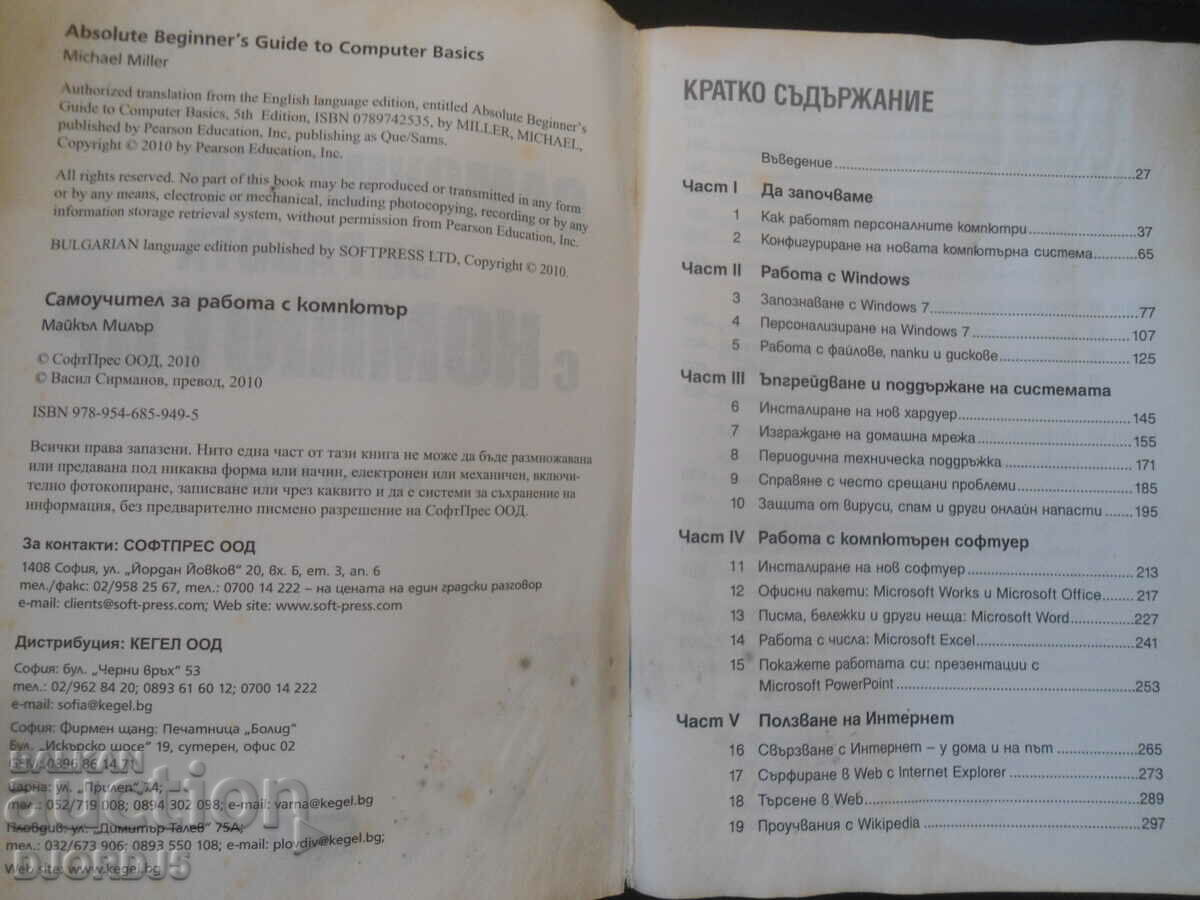 Absolute Beginner's Guide to Computer Basics
Michael Miller
Authorized translation from the English language edition, entitled Absolute Beginner's
Guide to Computer Basics, 5th Edition, ISBN 0789742535, by MILLER, MICHAEL,
published by Pearson Education, Inc, publishing as Que/Sams.
Copyright © 2010 by Pearson Education, Inc.
All rights reserved. No part of this book may be reproduced or transmitted in any form
or by any means, electronic or mechanical, including photocopying, recording or by any
information storage retrieval system, without permission from Pearson Education, Inc.
BULGARIAN language edition published by SOFTPRESS LTD, Copyright © 2010.
Самоучител за работа с компютър
Майкъл Милър
© СофтПрес ООД, 2010
© Васил Сирманов, превод, 2010
ISBN 978-954-685-949-5
Всички права запазени. Нито една част от тази книга не може да бъде размножавана
или предавана под никаква форма или начин, електронен или механичен, включи-
телно фотокопиране, записване или чрез каквито и да е системи за съхранение на
информация, без предварително писмено разрешение на СофтПрес ООД.
За контакти: СОФТПРЕС ООД
1408 София, ул. „Йордан Йовков" 20, вх. Б, ет. 3, ап. 6
тел./факс: 02/958 25 67, тел.: 0700 14 222 – на цената на един градски разговор
e-mail: clients@soft-press.com; Web site: www.soft-press.com
Дистрибуция: КЕГЕЛ ООД
София: бул. „Черни връх" 53
тел.: 02/962 84 20; 0893 61 60 12; 0700 14 222
e-mail: sofia@kegel.bg
София: Фирмен щанд: Печатница „Болид"
Бул. „Искърско шосе" 19, сутерен, офис 02
GSM: 0896 86 14 71
Варна: ул. „Прилеп" 14;
тел.: 052/719 008; 0894 302 098; e-mail: varna@kegel.bg
Пловдив: ул: „Димитър Талев" 75А;
тел.: 032/673 906; 0893 550 108; e-mail: plovdiv@kegel.bg;
Web site: www.kegel.bg
BALKAN
auction
DJORDJ5
КРАТКО СЪДЪРЖАНИЕ
Въведение 27
Част I Да започваме
1 Как работят персоналните компютри 37
2 Конфигуриране на новата компютърна система 65
Част II Работа с Windows
3 Запознаване с Windows 7 77
4 Персонализиране на Windows 7 107
5 Работа с файлове, папки и дискове 125
Част III Ъпгрейдване и поддържане на системата
6 Инсталиране на нов хардуер 145
7 Изграждане на домашна мрежа 155
8 Периодична техническа поддръжка 171
9 Справяне с често срещани проблеми 185
10 Защита от вируси, спам и други онлайн напасти 195
Част IV Работа с компютърен софтуер
11 Инсталиране на нов софтуер 213
12 Офисни пакети: Microsoft Works и Microsoft Office 217
13 Писма, бележки и други неща: Microsoft Word 227
14 Работа с числа: Microsoft Excel 241
15 Покажете работата си: презентации с
Microsoft PowerPoint 253
Част V Ползване на Интернет
16 Свързване с Интернет – у дома и на път 265
17 Сърфиране в Web с Internet Explorer 273
18 Търсене в Web 289
19 Проучвания с Wikipedia 297